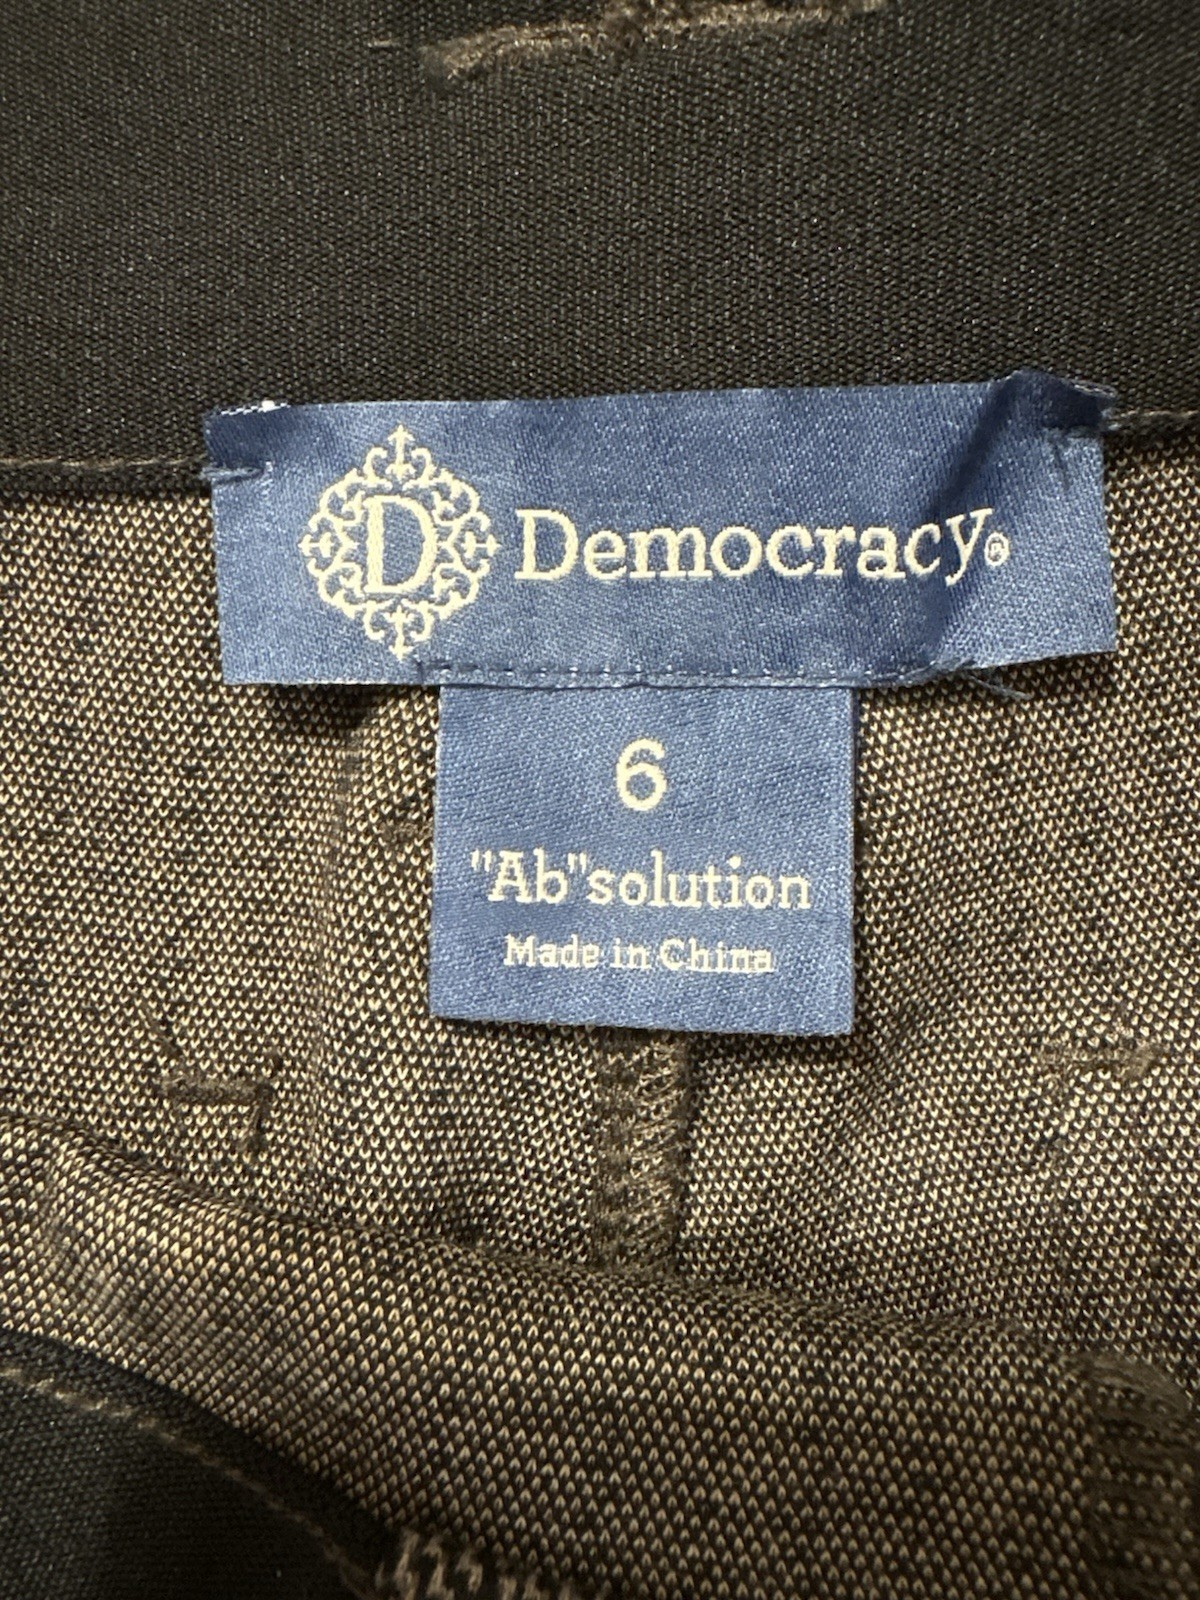 D Democracy®
6
"Ab"solution
Made in China